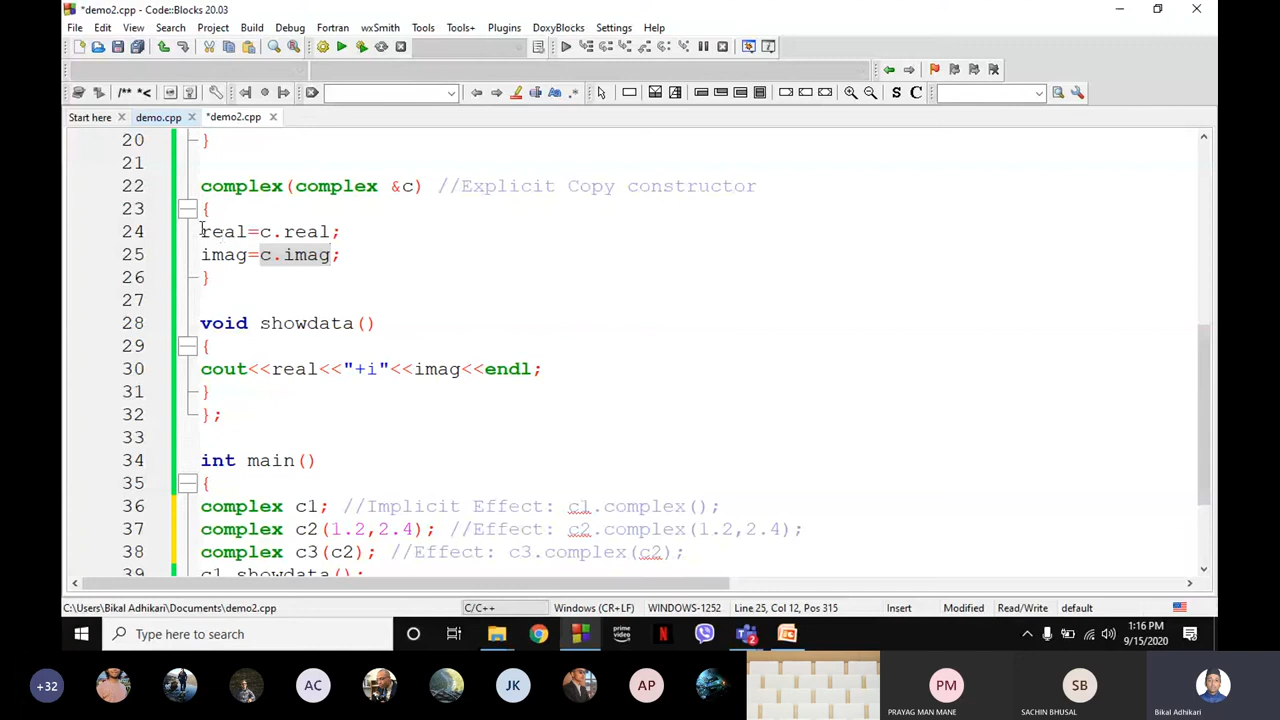 *demo2.cpp - Code::Blocks 20.03
File Edit View Search Project Build Debug Fortran wxSmith Tools Tools+ Plugins DoxyBlocks Settings Help
/** *< S C
Start here demo.cpp *demo2.cpp
20 }
21
22 complex(complex &c) //Explicit Copy constructor
23 {
24 real=c.real;
25 imag=c.imag;
26 }
27
28 void showdata()
29 {
30 cout<<real<<"+i"<<imag<<endl;
31 }
32 };
33
34 int main()
35 {
36 complex c1; //Implicit Effect: c1.complex();
37 complex c2(1.2,2.4); //Effect: c2.complex(1.2,2.4);
38 complex c3(c2); //Effect: c3.complex(c2);
39 c1.showdata();
C:\Users\Bikal Adhikari\Documents\demo2.cpp C/C++ Windows (CR+LF) WINDOWS-1252 Line 25, Col 12, Pos 315 Insert Modified Read/Write default
Type here to search prime video N 2 1:16 PM
9/15/2020
+32 AC JK AP PM SB
PRAYAG MAN MANE SACHIN BHUSAL Bikal Adhikari